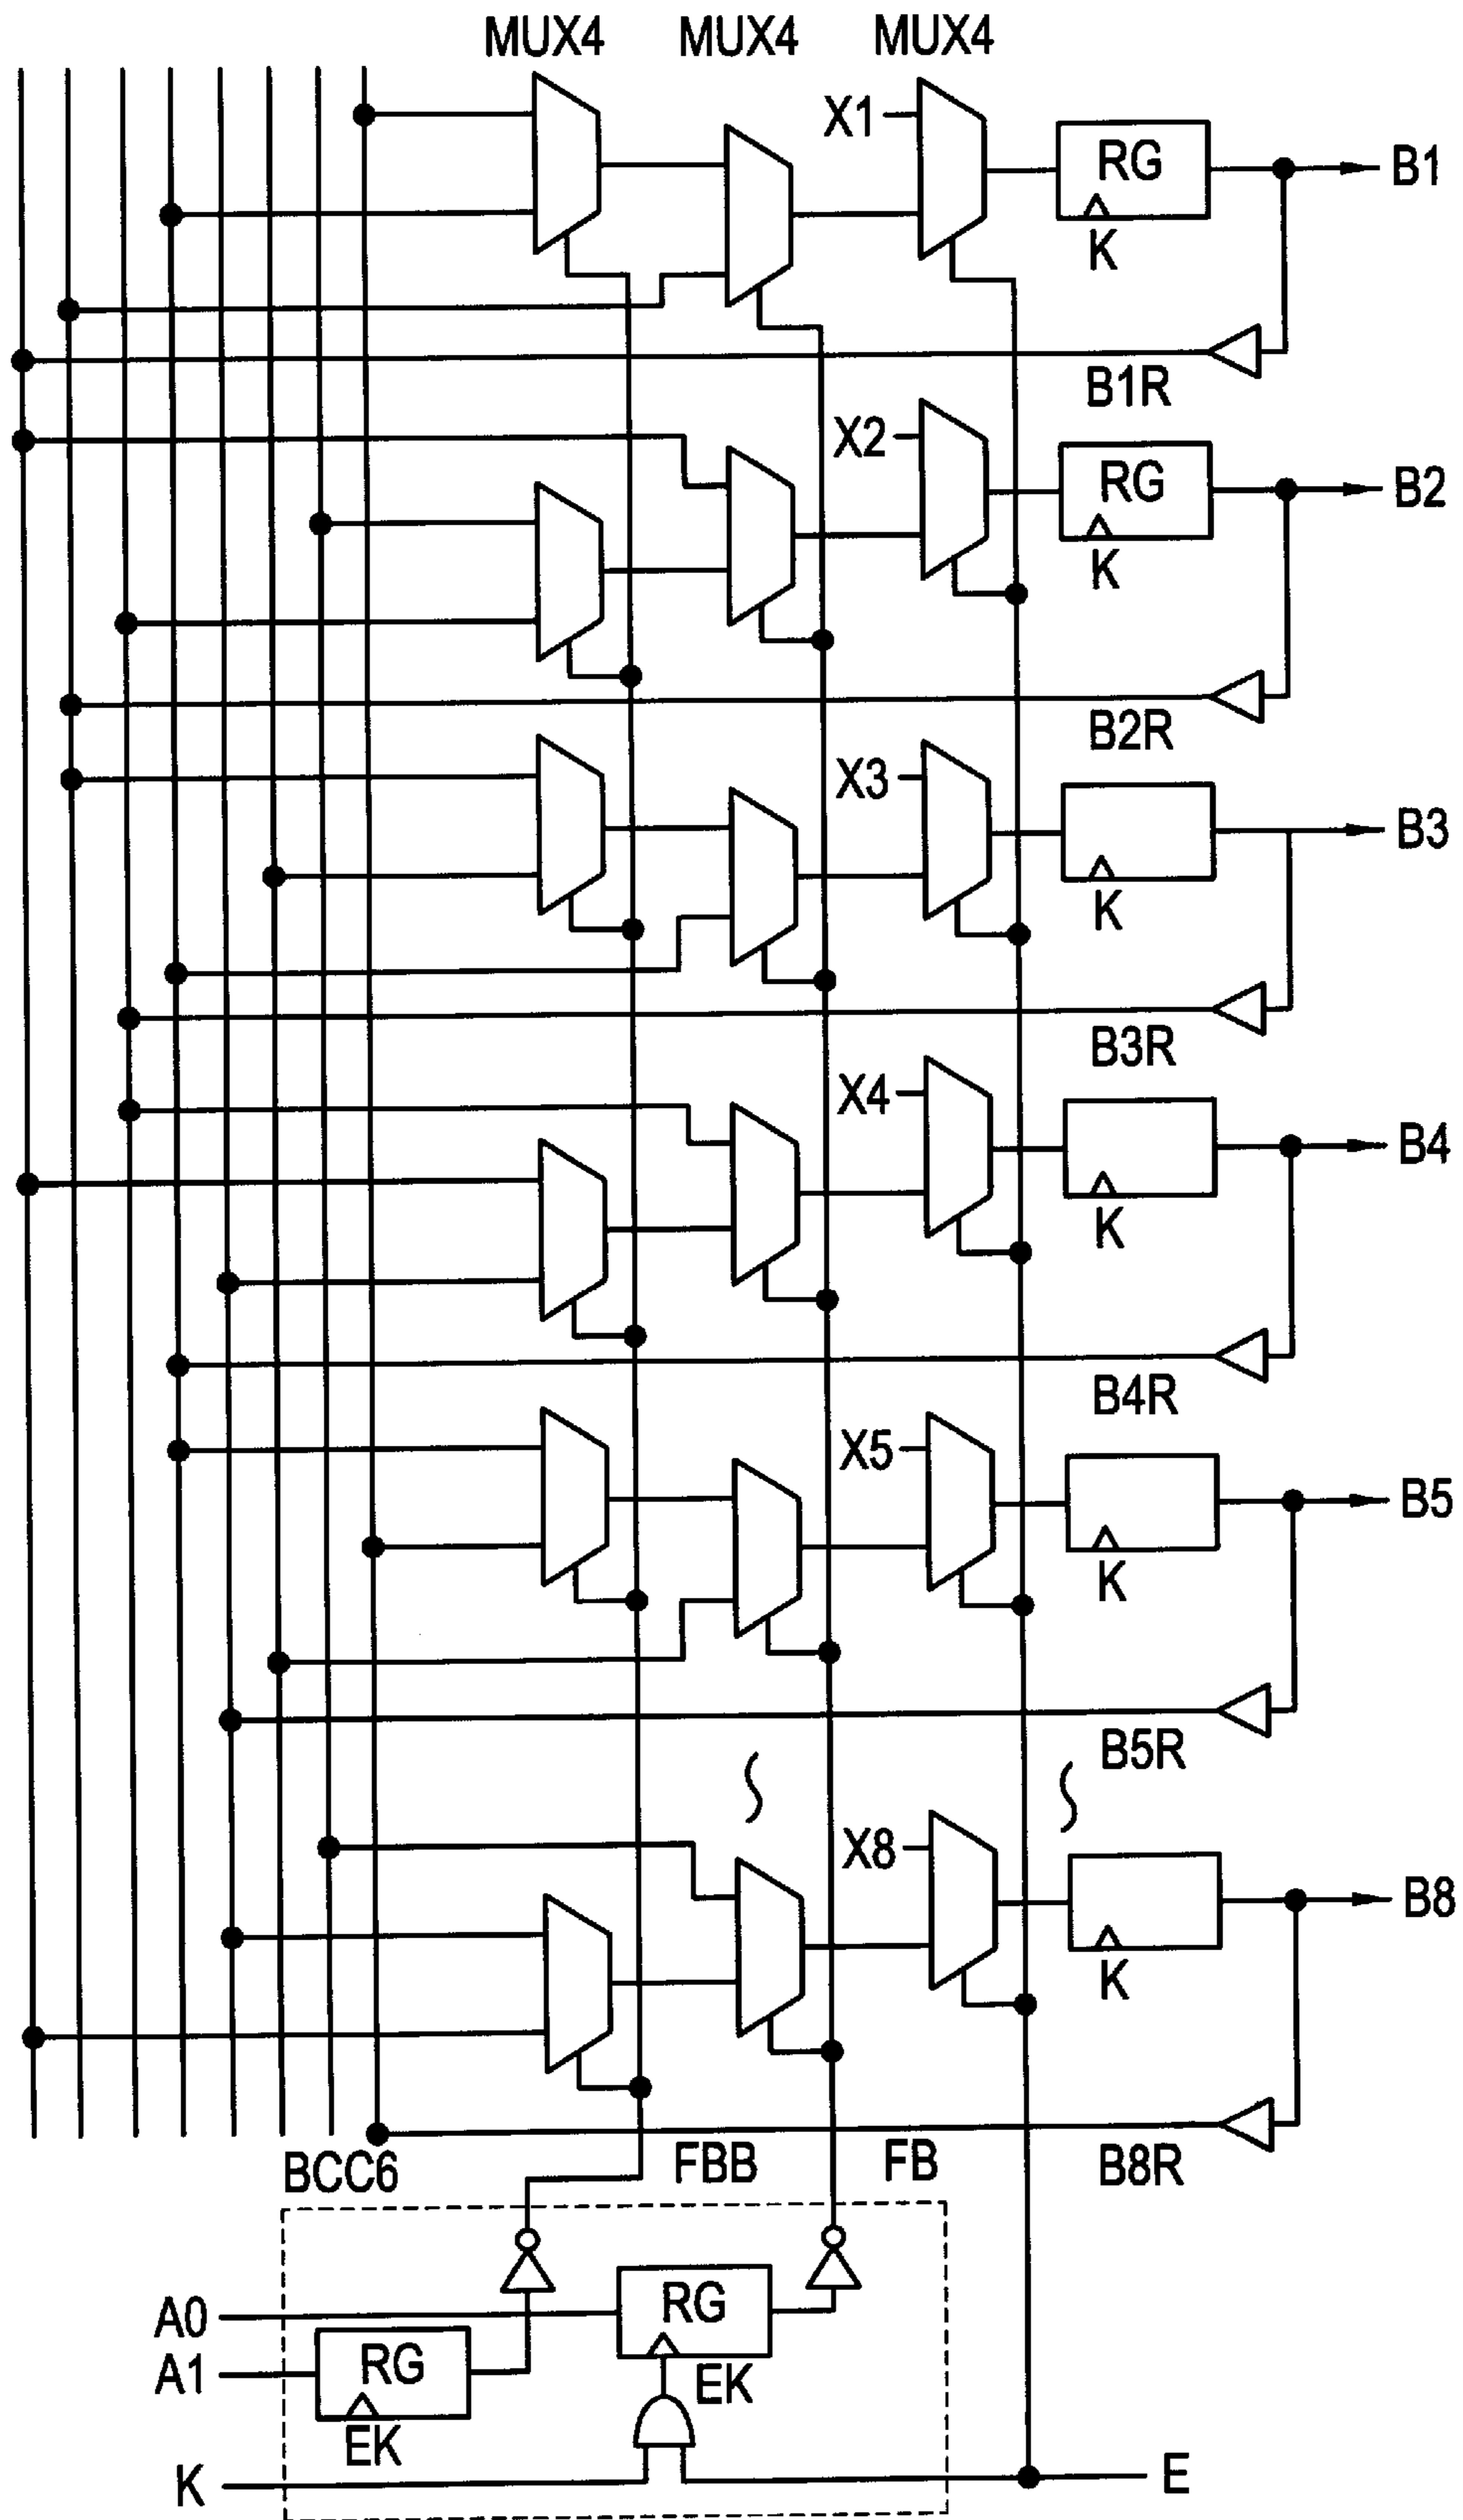 MUX4 MUX4 MUX4
X1
RG
K
B1
B1R
X2
RG
K
B2
B2R
X3
K
B3
B3R
X4
K
B4
B4R
X5
K
B5
B5R
X8
K
B8
B8R
BCC6 FBB FB
A0
RG
A1
RG
EK
EK
K
E